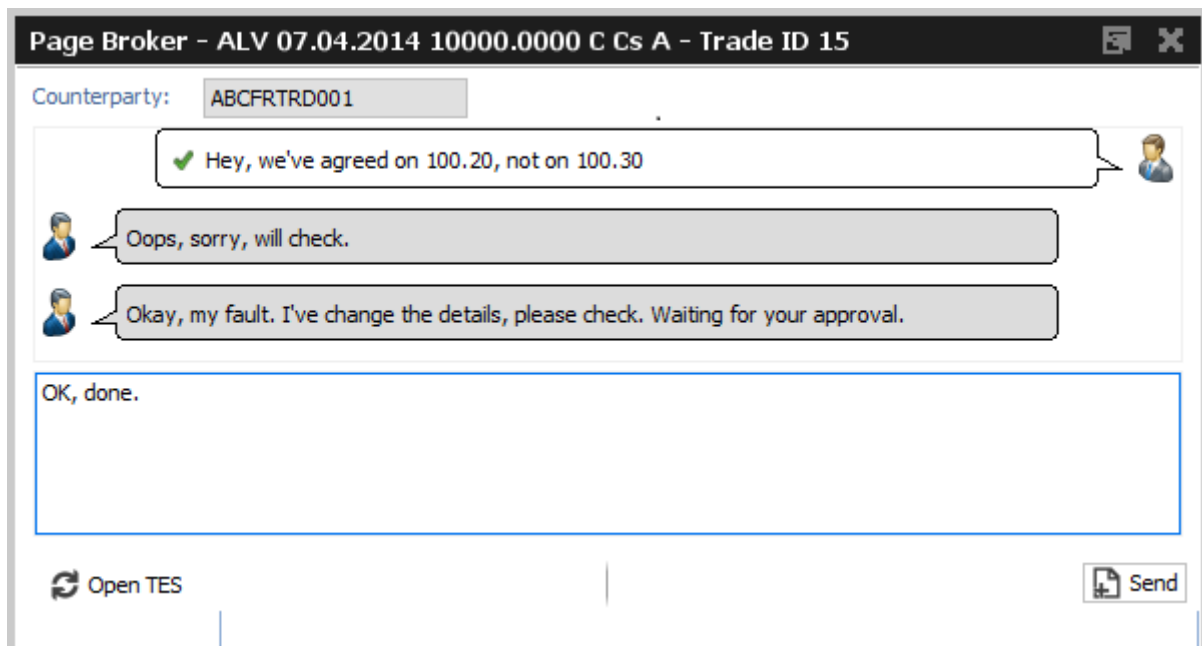 Page Broker - ALV 07.04.2014 10000.0000 C Cs A - Trade ID 15
Counterparty: ABCFRTRD001
Hey, we've agreed on 100.20, not on 100.30
Oops, sorry, will check.
Okay, my fault. I've change the details, please check. Waiting for your approval.
OK, done.
Open TES Send